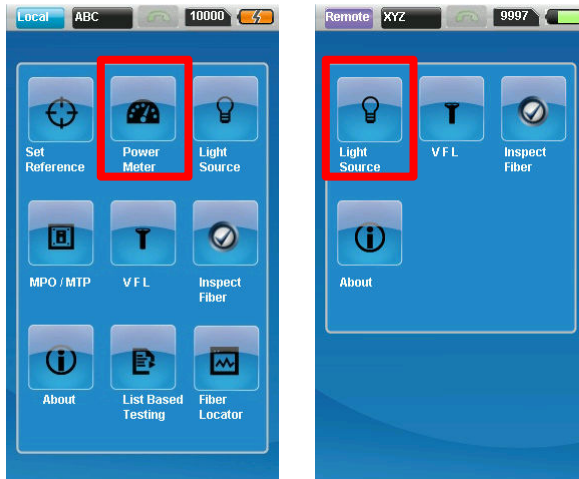 Local ABC 10000
Set Reference
Power Meter
Light Source
MPO / MTP
V F L
Inspect Fiber
About
List Based Testing
Fiber Locator
Remote XYZ 9997
Light Source
V F L
Inspect Fiber
About